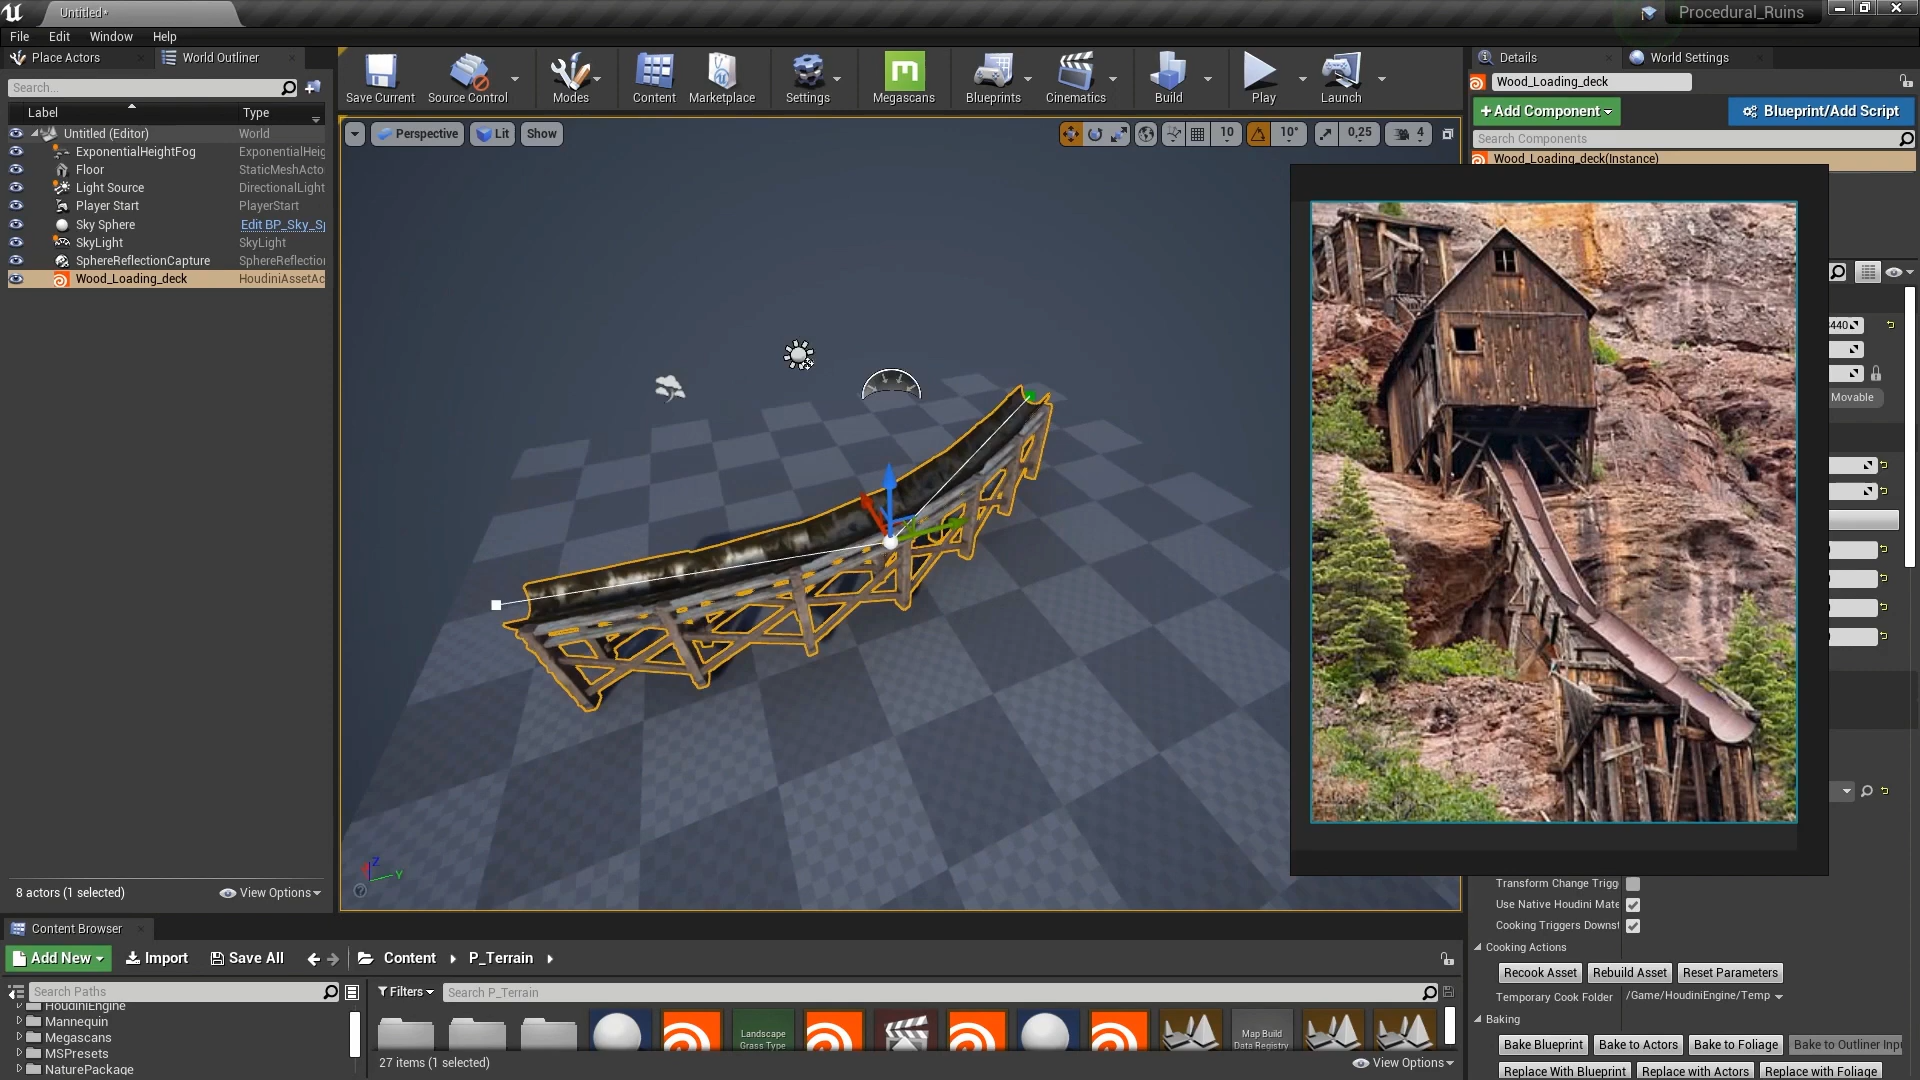 Untitled*
Procedural_Ruins
File Edit Window Help
Place Actors
World Outliner
Search...
Label Type
Untitled (Editor) World
ExponentialHeightFog ExponentialHeig
Floor StaticMeshActo
Light Source DirectionalLight
Player Start PlayerStart
Sky Sphere Edit BP_Sky_Sp
SkyLight SkyLight
SphereReflectionCapture SphereReflection
Wood_Loading_deck HoudiniAssetAc
8 actors (1 selected) View Options
Save Current Source Control Modes Content Marketplace Settings Megascans Blueprints Cinematics Build Play Launch
Perspective Lit Show
10 10° 0,25 4
Z
Y
Details World Settings
Wood_Loading_deck
+Add Component Blueprint/Add Script
Search Components
Wood_Loading_deck(Instance)
440
Movable
Transform Change Trigg
Use Native Houdini Mate
Cooking Triggers Downst
Cooking Actions
Recook Asset Rebuild Asset Reset Parameters
Temporary Cook Folder /Game/HoudiniEngine/Temp
Baking
Bake Blueprint Bake to Actors Bake to Foliage Bake to Outliner Inpu
Replace With Blueprint Replace with Actors Replace with Foliage
Content Browser
Add New Import Save All Content P_Terrain
Search Paths
Filters Search P_Terrain
HoudiniEngine
Mannequin
Megascans
MSPresets
NaturePackage
Landscape
Grass Type
Map Build
Data Registry
27 items (1 selected) View Options